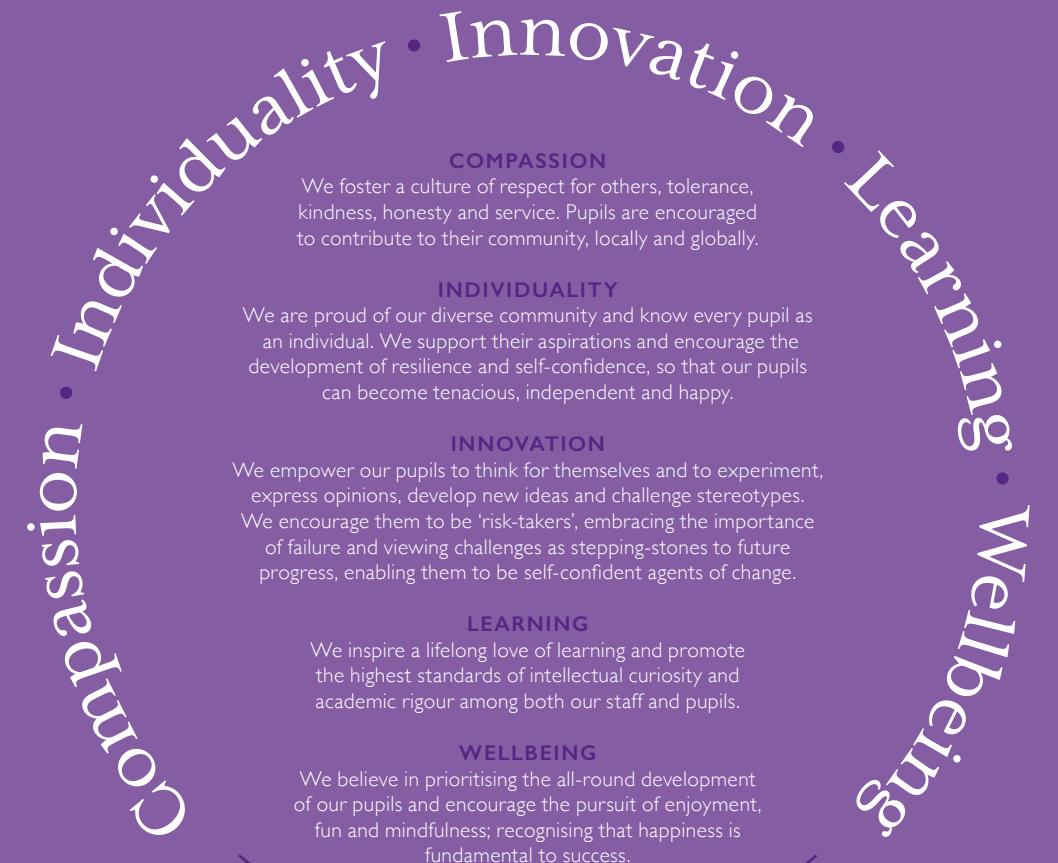 Compassion • Individuality • Innovation • Learning • Wellbeing
COMPASSION
We foster a culture of respect for others, tolerance,
kindness, honesty and service. Pupils are encouraged
to contribute to their community, locally and globally.
INDIVIDUALITY
We are proud of our diverse community and know every pupil as
an individual. We support their aspirations and encourage the
development of resilience and self-confidence, so that our pupils
can become tenacious, independent and happy.
INNOVATION
We empower our pupils to think for themselves and to experiment,
express opinions, develop new ideas and challenge stereotypes.
We encourage them to be ‘risk-takers’, embracing the importance
of failure and viewing challenges as stepping-stones to future
progress, enabling them to be self-confident agents of change.
LEARNING
We inspire a lifelong love of learning and promote
the highest standards of intellectual curiosity and
academic rigour among both our staff and pupils.
WELLBEING
We believe in prioritising the all-round development
of our pupils and encourage the pursuit of enjoyment,
fun and mindfulness; recognising that happiness is
fundamental to success.